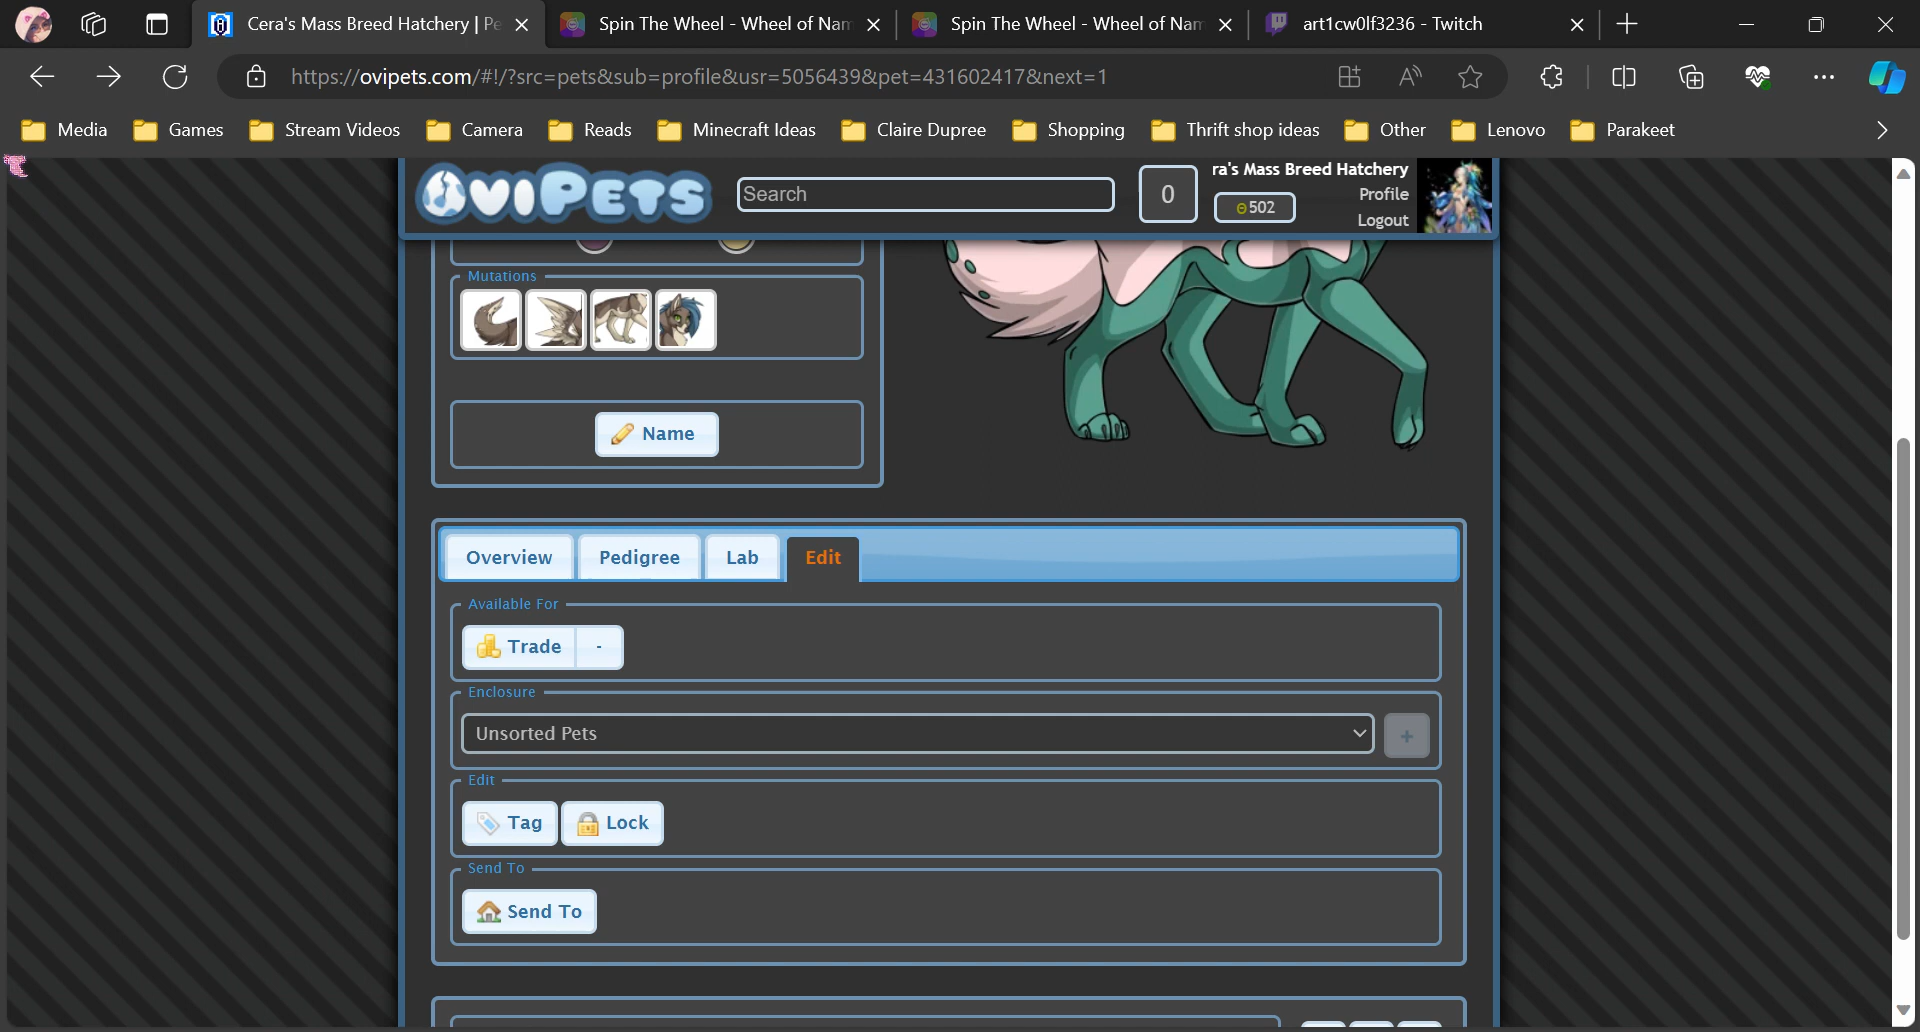 Cera's Mass Breed Hatchery | Pe
Spin The Wheel - Wheel of Nam
Spin The Wheel - Wheel of Nam
art1cw0lf3236 - Twitch
https://ovipets.com/#!/?src=pets&sub=profile&usr=5056439&pet=431602417&next=1
Media
Games
Stream Videos
Camera
Reads
Minecraft Ideas
Claire Dupree
Shopping
Thrift shop ideas
Other
Lenovo
Parakeet
OviPets
Search
0
ra's Mass Breed Hatchery
502
Profile
Logout
Mutations
Name
Overview
Pedigree
Lab
Edit
Available For
Trade
-
Enclosure
Unsorted Pets
+
Edit
Tag
Lock
Send To
Send To